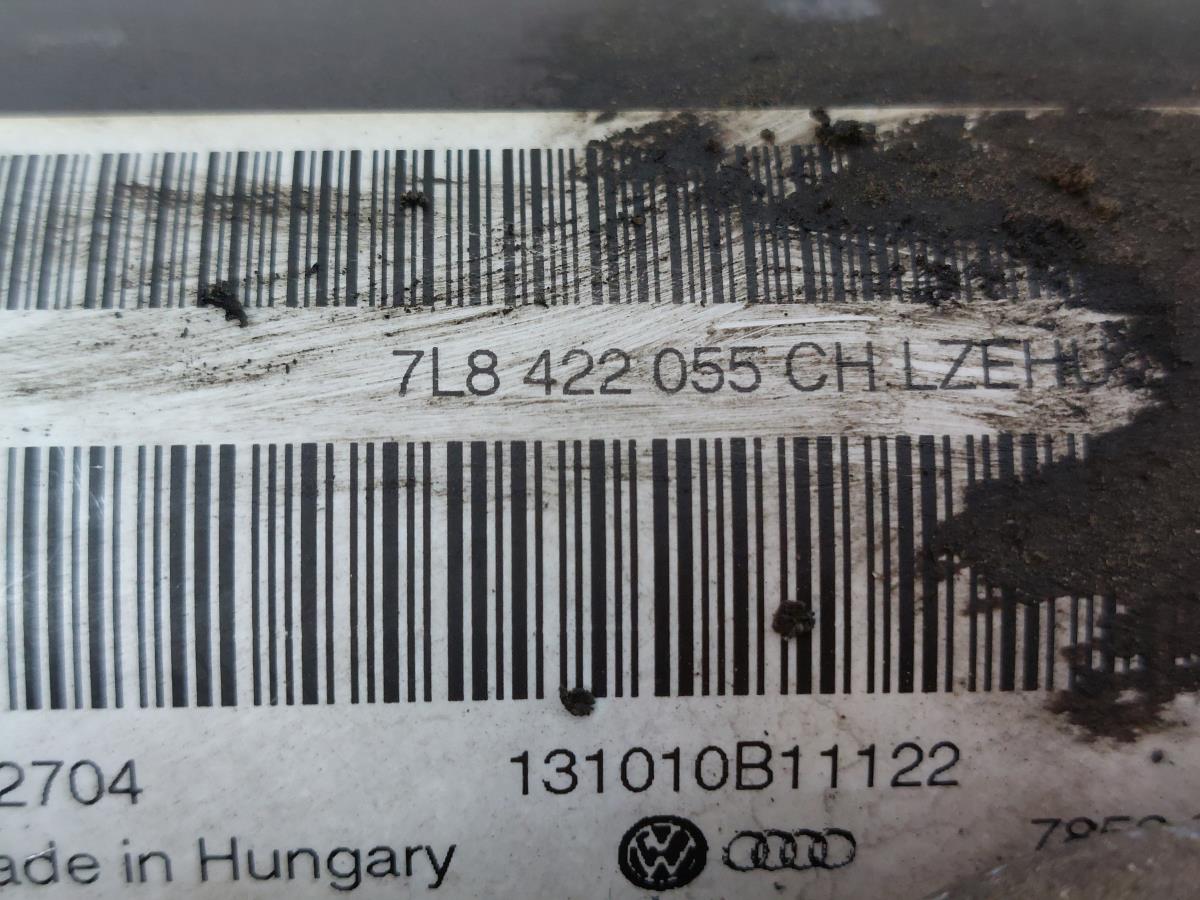 7L8 422 055 CH LZEHU
2704 131010B11122
ade in Hungary